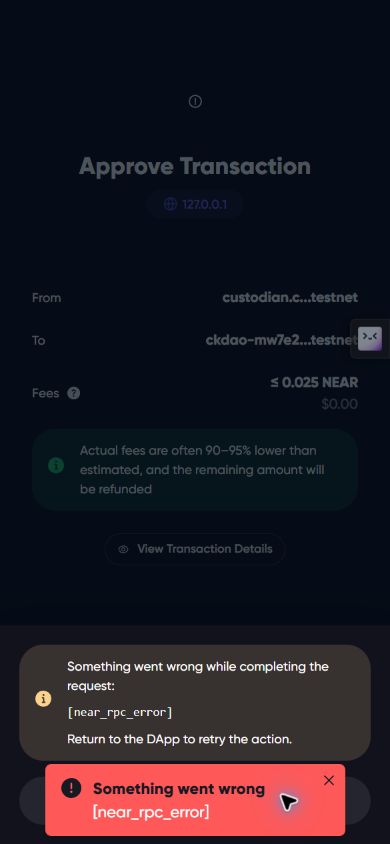 Approve Transaction
127.0.0.1
From custodian.c...testnet
To ckdao-mw7e2...testnet
Fees ≤ 0.025 NEAR
$0.00
Actual fees are often 90–95% lower than
estimated, and the remaining amount will
be refunded
View Transaction Details
Something went wrong while completing the
request:
[near_rpc_error]
Return to the DApp to retry the action.
Something went wrong
[near_rpc_error]